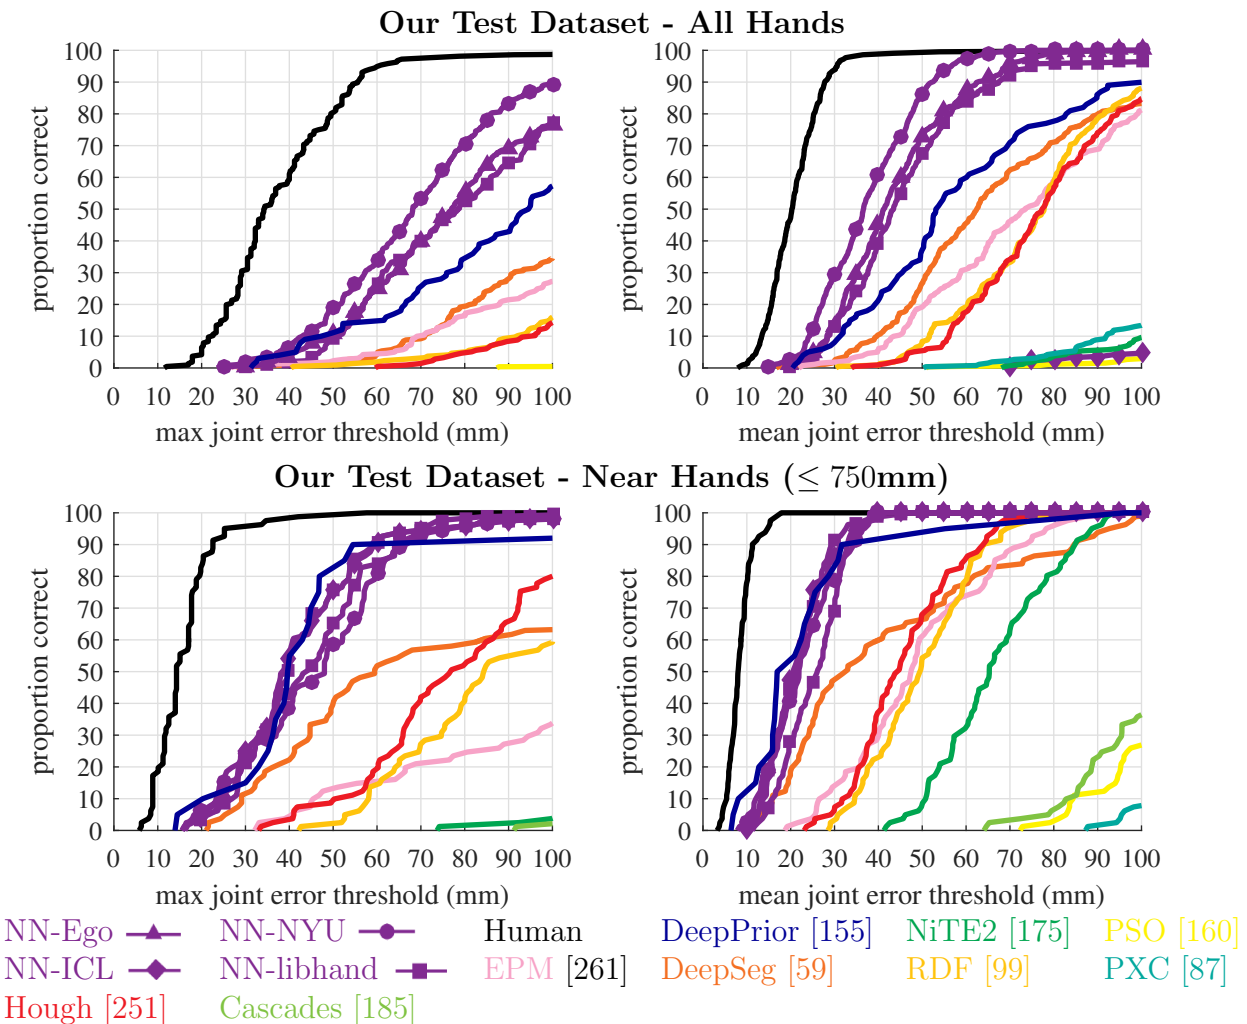 Our Test Dataset - All Hands
proportion correct
100
90
80
70
60
50
40
30
20
10
0
0 10 20 30 40 50 60 70 80 90 100
max joint error threshold (mm)
proportion correct
100
90
80
70
60
50
40
30
20
10
0
0 10 20 30 40 50 60 70 80 90 100
mean joint error threshold (mm)
Our Test Dataset - Near Hands (≤ 750mm)
proportion correct
100
90
80
70
60
50
40
30
20
10
0
0 10 20 30 40 50 60 70 80 90 100
max joint error threshold (mm)
proportion correct
100
90
80
70
60
50
40
30
20
10
0
0 10 20 30 40 50 60 70 80 90 100
mean joint error threshold (mm)
NN-Ego NN-NYU Human DeepPrior [155] NiTE2 [175] PSO [160]
NN-ICL NN-libhand EPM [261] DeepSeg [59] RDF [99] PXC [87]
Hough [251] Cascades [185]